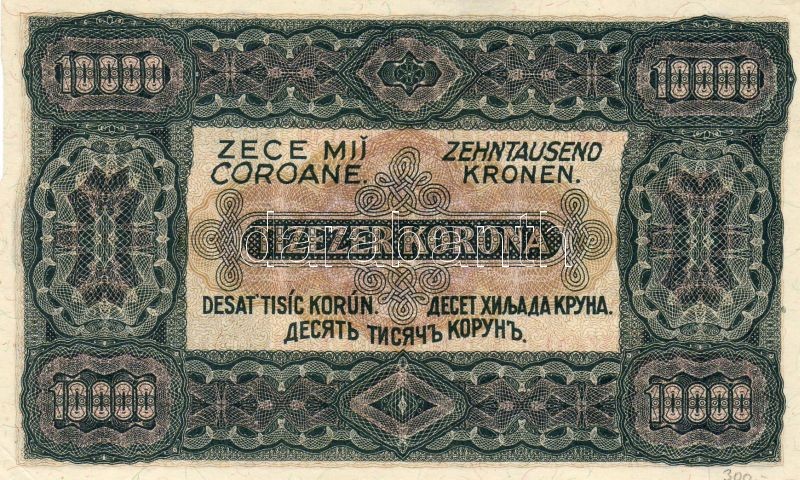 10000 10000
ZECE MIĬ
COROANE.
ZEHNTAUSEND
KRONEN.
TIZEZER KORONA
darabanth
DESAŤ TISÍC KORÚN.
ДЕСЕТ ХИЉАДА КРУНА.
ДЕСЯТЬ ТИСЯЧЪ КОРУНЪ.
10000 10000
300.-